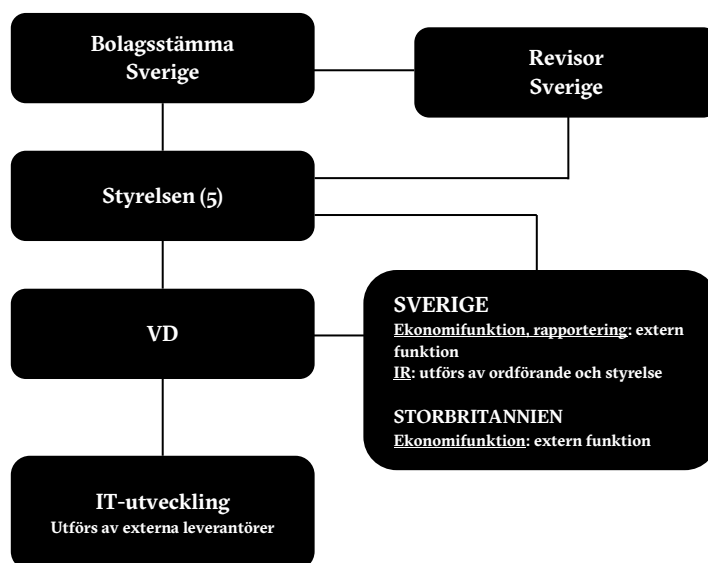 Bolagsstämma
Sverige
Revisor
Sverige
Styrelsen (5)
VD
SVERIGE
Ekonomifunktion, rapportering: extern
funktion
IR: utförs av ordförande och styrelse
STORBRITANNIEN
Ekonomifunktion: extern funktion
IT-utveckling
Utförs av externa leverantörer